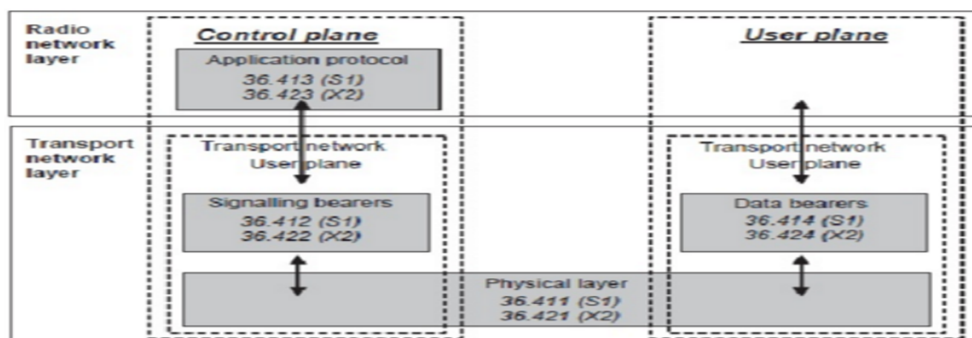 Radio
network
layer
Control plane
User plane
Application protocol
36.413 (S1)
36.423 (X2)
Transport
network
layer
Transport network
User plane
Transport network
User plane
Signalling bearers
36.412 (S1)
36.422 (X2)
Data bearers
36.414 (S1)
36.424 (X2)
Physical layer
36.411 (S1)
36.421 (X2)